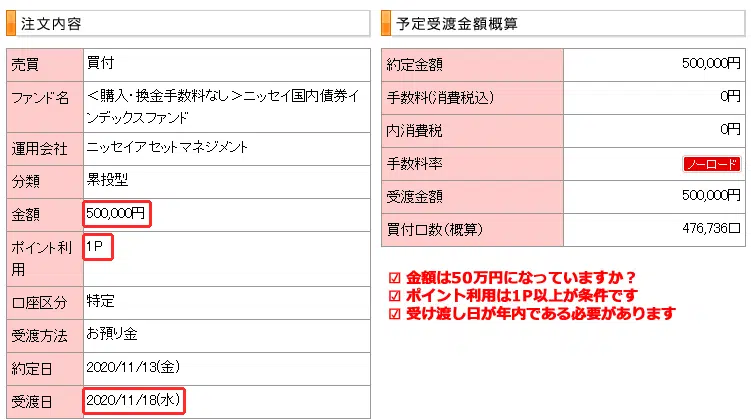 注文内容
売買 買付
ファンド名 ＜購入・換金手数料なし＞ニッセイ国内債券イ
ンデックスファンド
運用会社 ニッセイアセットマネジメント
分類 累投型
金額 500,000円
ポイント利 1P
用
口座区分 特定
受渡方法 お預り金
約定日 2020/11/13(金)
受渡日 2020/11/18(水)
予定受渡金額概算
約定金額 500,000円
手数料(消費税込) 0円
内消費税 0円
手数料率 ノーロード
受渡金額 500,000円
買付口数(概算) 476,736口
☑ 金額は50万円になっていますか？
☑ ポイント利用は1P以上が条件です
☑ 受け渡し日が年内である必要があります